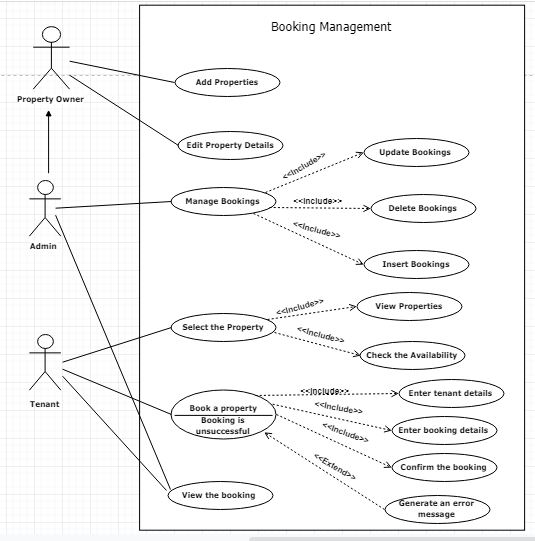 Booking Management
Add Properties
Property Owner
Edit Property Details
<<Include>>
Update Bookings
Manage Bookings
<<Include>>
Delete Bookings
<<Include>>
Admin
Insert Bookings
<<Include>>
View Properties
Select the Property
<<Include>>
Check the Availability
<<Include>>
Enter tenant details
Tenant
Book a property
<<Include>>
Booking is
unsuccessful
Enter booking details
<<Include>>
Confirm the booking
<<Extend>>
View the booking
Generate an error
message